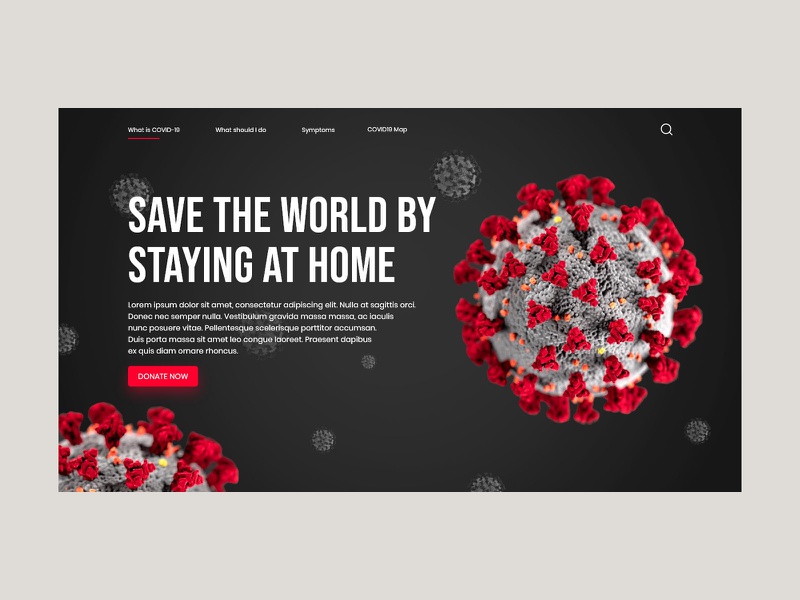 What is COVID-19 What should I do Symptoms COVID19 Map
SAVE THE WORLD BY
STAYING AT HOME
Lorem ipsum dolor sit amet, consectetur adipiscing elit. Nulla at sagittis orci.
Donec nec semper nulla. Vestibulum gravida massa massa, ac iaculis
nunc posuere vitae. Pellentesque scelerisque porttitor accumsan.
Duis porta massa sit amet leo congue laoreet. Praesent dapibus
ex quis diam ornare rhoncus.
DONATE NOW